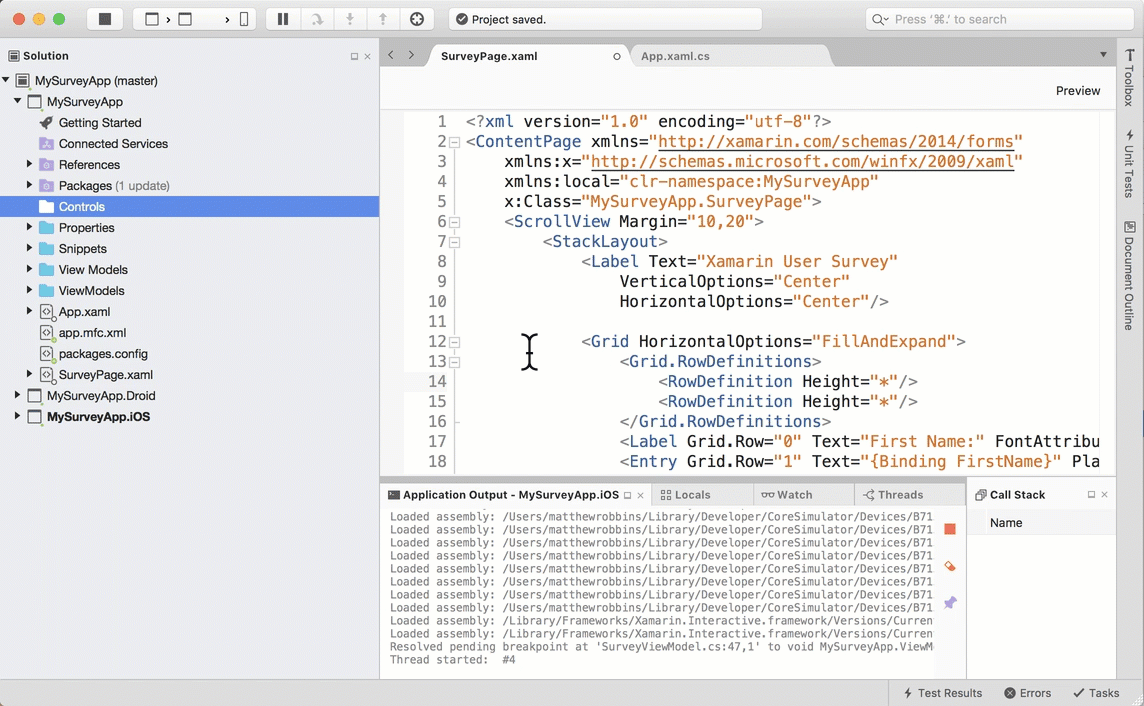 Project saved.
Press '⌘.' to search
Solution
MySurveyApp (master)
MySurveyApp
Getting Started
Connected Services
References
Packages (1 update)
Controls
Properties
Snippets
View Models
ViewModels
App.xaml
app.mfc.xml
packages.config
SurveyPage.xaml
MySurveyApp.Droid
MySurveyApp.iOS
SurveyPage.xaml
App.xaml.cs
Preview
1 <?xml version="1.0" encoding="utf-8"?>
2 <ContentPage xmlns="http://xamarin.com/schemas/2014/forms"
3 xmlns:x="http://schemas.microsoft.com/winfx/2009/xaml"
4 xmlns:local="clr-namespace:MySurveyApp"
5 x:Class="MySurveyApp.SurveyPage">
6 <ScrollView Margin="10,20">
7 <StackLayout>
8 <Label Text="Xamarin User Survey"
9 VerticalOptions="Center"
10 HorizontalOptions="Center"/>
11
12 <Grid HorizontalOptions="FillAndExpand">
13 <Grid.RowDefinitions>
14 <RowDefinition Height="*"/>
15 <RowDefinition Height="*"/>
16 </Grid.RowDefinitions>
17 <Label Grid.Row="0" Text="First Name:" FontAttribu
18 <Entry Grid.Row="1" Text="{Binding FirstName}" Pla
Toolbox
Unit Tests
Document Outline
Application Output - MySurveyApp.iOS
Locals
Watch
Threads
Call Stack
Name
Loaded assembly: /Users/matthewrobbins/Library/Developer/CoreSimulator/Devices/B71
Loaded assembly: /Users/matthewrobbins/Library/Developer/CoreSimulator/Devices/B71
Loaded assembly: /Users/matthewrobbins/Library/Developer/CoreSimulator/Devices/B71
Loaded assembly: /Users/matthewrobbins/Library/Developer/CoreSimulator/Devices/B71
Loaded assembly: /Users/matthewrobbins/Library/Developer/CoreSimulator/Devices/B71
Loaded assembly: /Users/matthewrobbins/Library/Developer/CoreSimulator/Devices/B71
Loaded assembly: /Users/matthewrobbins/Library/Developer/CoreSimulator/Devices/B71
Loaded assembly: /Users/matthewrobbins/Library/Developer/CoreSimulator/Devices/B71
Loaded assembly: /Library/Frameworks/Xamarin.Interactive.framework/Versions/Curren
Loaded assembly: /Library/Frameworks/Xamarin.Interactive.framework/Versions/Curren
Resolved pending breakpoint at 'SurveyViewModel.cs:47,1' to void MySurveyApp.ViewM
Thread started: #4
Test Results
Errors
Tasks